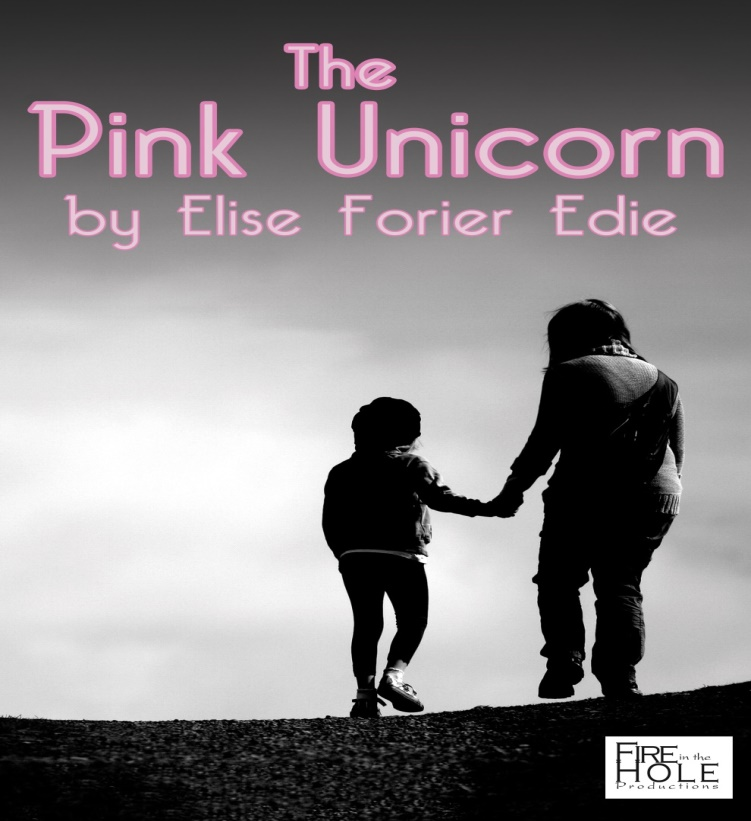 The
Pink Unicorn
by Elise Forier Edie
FIRE in the
HOLE
Productions